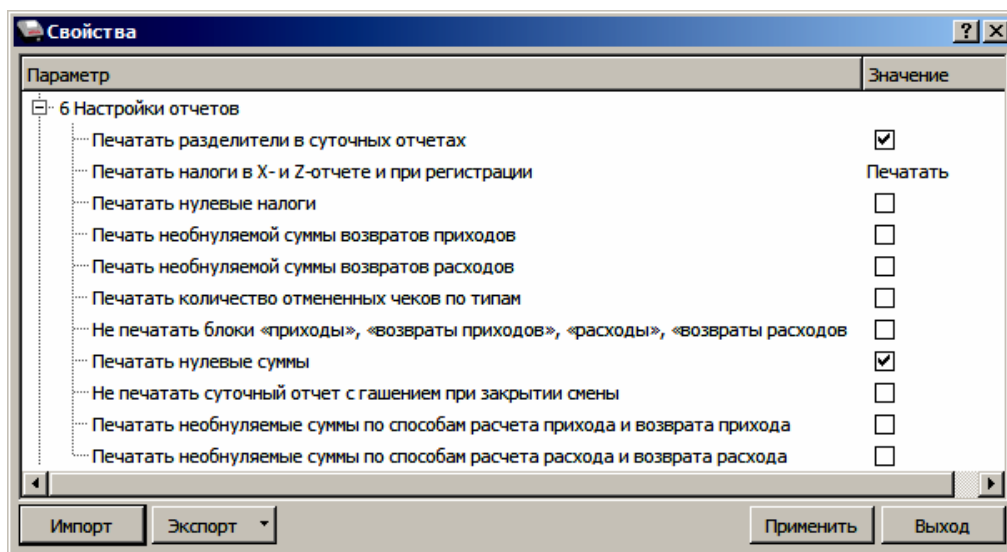 Свойства
Параметр Значение
6 Настройки отчетов
Печатать разделители в суточных отчетах
Печатать налоги в X- и Z-отчете и при регистрации Печатать
Печатать нулевые налоги
Печать необнуляемой суммы возвратов приходов
Печать необнуляемой суммы возвратов расходов
Печатать количество отмененных чеков по типам
Не печатать блоки «приходы», «возвраты приходов», «расходы», «возвраты расходов
Печатать нулевые суммы
Не печатать суточный отчет с гашением при закрытии смены
Печатать необнуляемые суммы по способам расчета прихода и возврата прихода
Печатать необнуляемые суммы по способам расчета расхода и возврата расхода
Импорт Экспорт Применить Выход